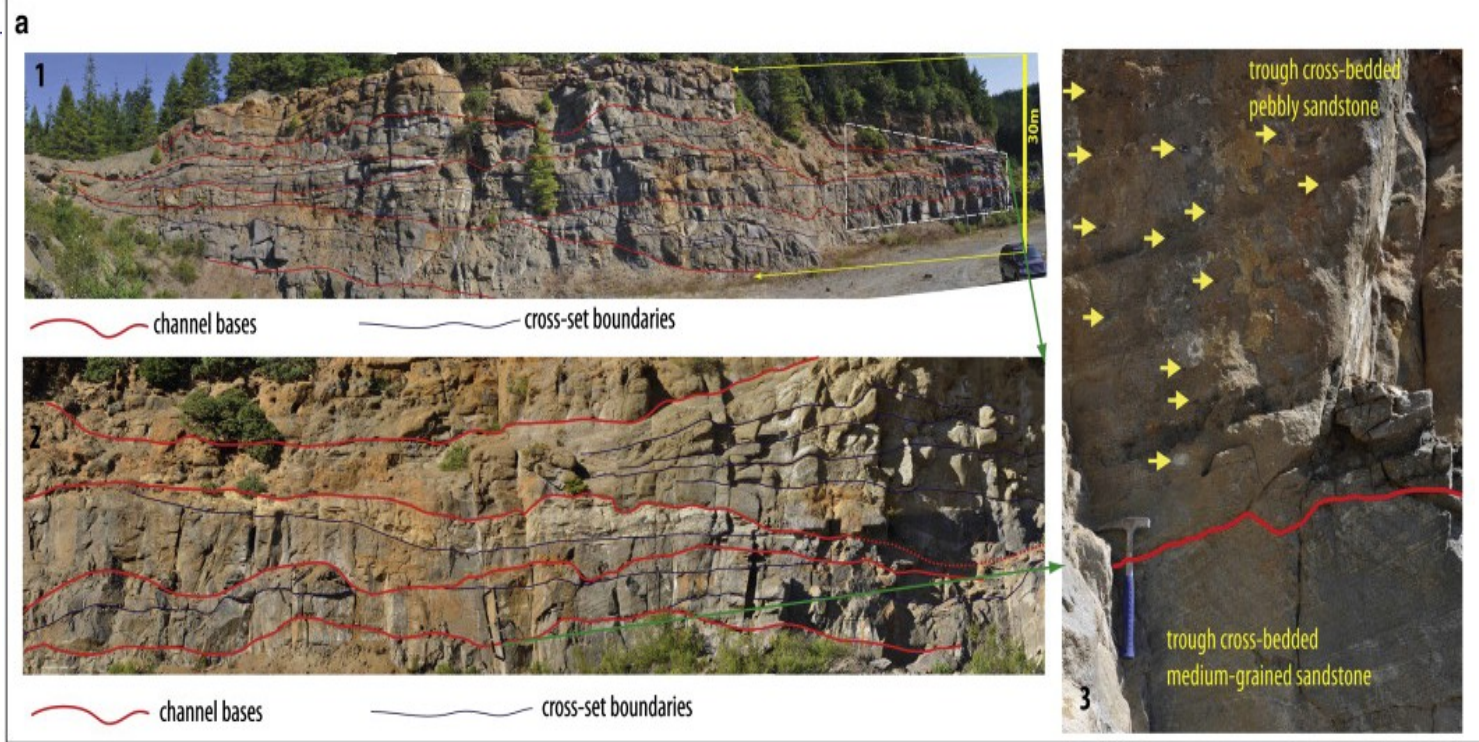 a
1
30m
channel bases
cross-set boundaries
2
channel bases
cross-set boundaries
trough cross-bedded
pebbly sandstone
trough cross-bedded
medium-grained sandstone
3